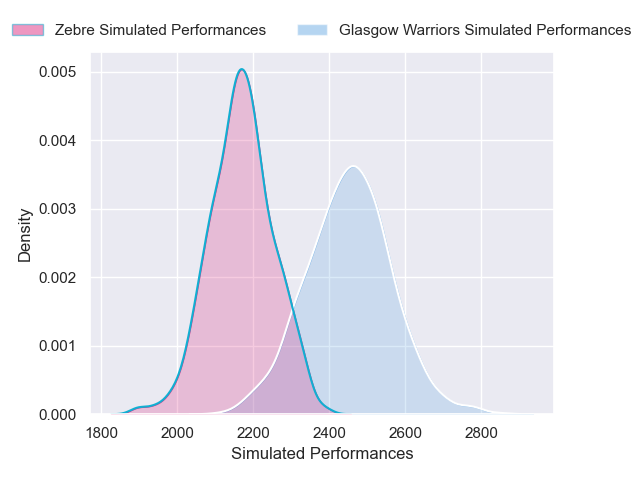 Zebre Simulated Performances Glasgow Warriors Simulated Performances
0.005
0.004
0.003
0.002
0.001
0.000
Density
1800 2000 2200 2400 2600 2800
Simulated Performances